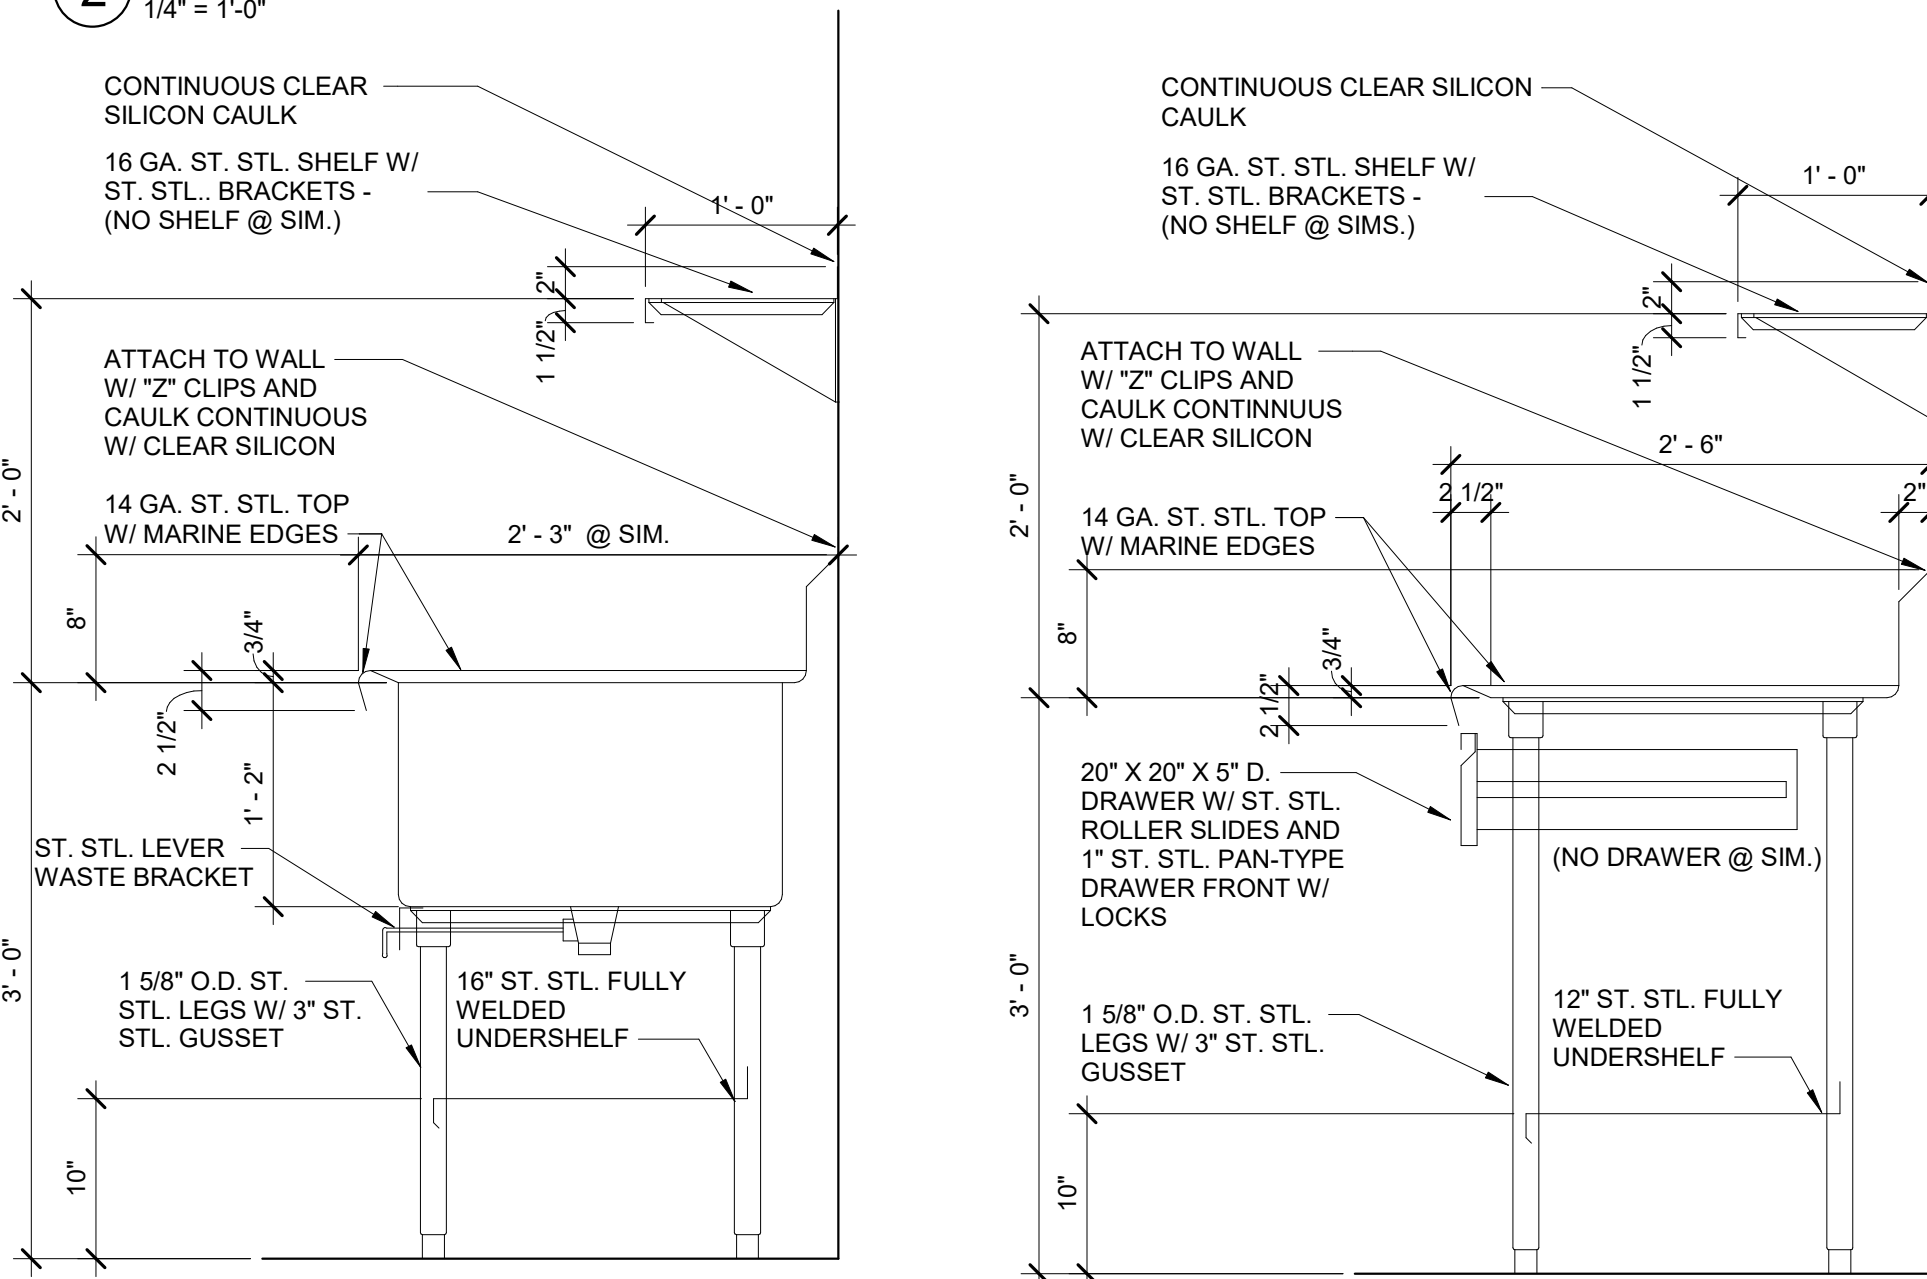 2
1/4" = 1'-0"
CONTINUOUS CLEAR
SILICON CAULK
16 GA. ST. STL. SHELF W/
ST. STL.. BRACKETS -
(NO SHELF @ SIM.)
1' - 0"
2"
1 1/2"
ATTACH TO WALL
W/ "Z" CLIPS AND
CAULK CONTINUOUS
W/ CLEAR SILICON
2' - 0"
14 GA. ST. STL. TOP
W/ MARINE EDGES
2' - 3" @ SIM.
8"
3/4"
2 1/2"
1' - 2"
ST. STL. LEVER
WASTE BRACKET
3' - 0"
1 5/8" O.D. ST.
STL. LEGS W/ 3" ST.
STL. GUSSET
16" ST. STL. FULLY
WELDED
UNDERSHELF
10"
CONTINUOUS CLEAR SILICON
CAULK
16 GA. ST. STL. SHELF W/
ST. STL. BRACKETS -
(NO SHELF @ SIMS.)
1' - 0"
2"
1 1/2"
ATTACH TO WALL
W/ "Z" CLIPS AND
CAULK CONTINNUUS
W/ CLEAR SILICON
2' - 6"
2 1/2"
2"
2' - 0"
14 GA. ST. STL. TOP
W/ MARINE EDGES
8"
3/4"
2 1/2"
20" X 20" X 5" D.
DRAWER W/ ST. STL.
ROLLER SLIDES AND
1" ST. STL. PAN-TYPE
DRAWER FRONT W/
LOCKS
(NO DRAWER @ SIM.)
3' - 0"
1 5/8" O.D. ST. STL.
LEGS W/ 3" ST. STL.
GUSSET
12" ST. STL. FULLY
WELDED
UNDERSHELF
10"